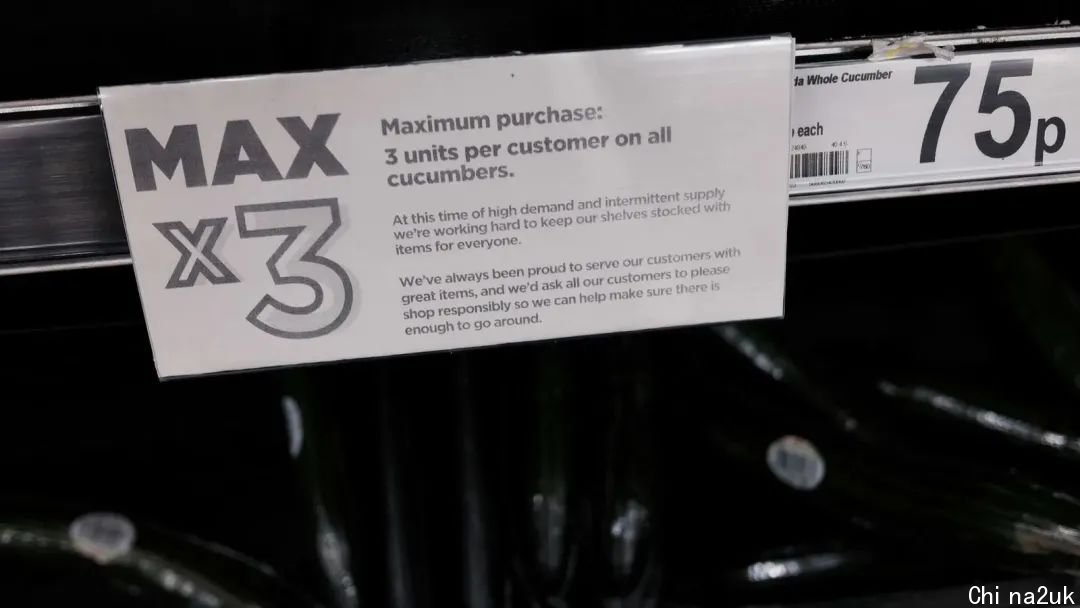 MAX
x3
Maximum purchase:
3 units per customer on all
cucumbers.
At this time of high demand and intermittent supply
we're working hard to keep our shelves stocked with
items for everyone.
We've always been proud to serve our customers with
great items, and we'd ask all our customers to please
shop responsibly so we can help make sure there is
enough to go around.
Whole Cucumber
each
75p
Chi na2uk